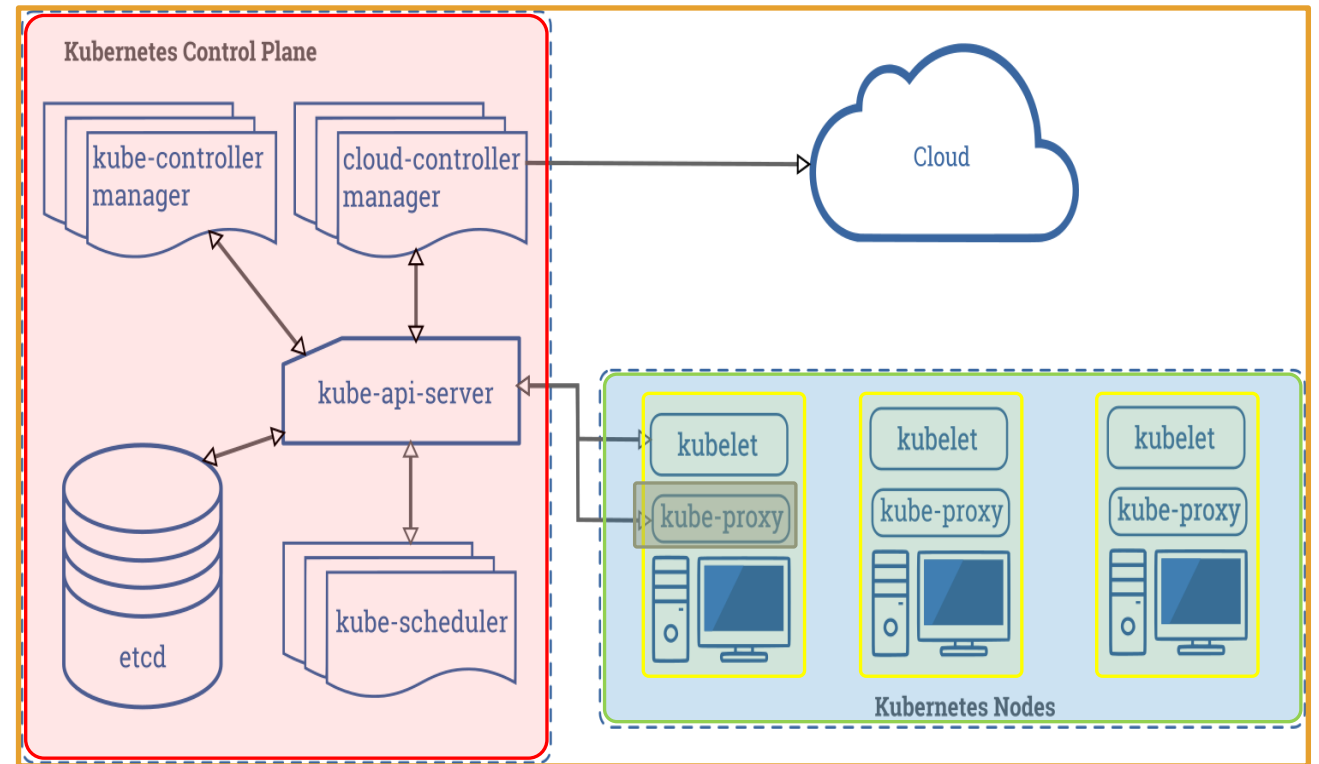 Kubernetes Control Plane
kube-controller
manager
cloud-controller
manager
Cloud
kube-api-server
etcd
kube-scheduler
kubelet
kube-proxy
kubelet
kube-proxy
kubelet
kube-proxy
Kubernetes Nodes